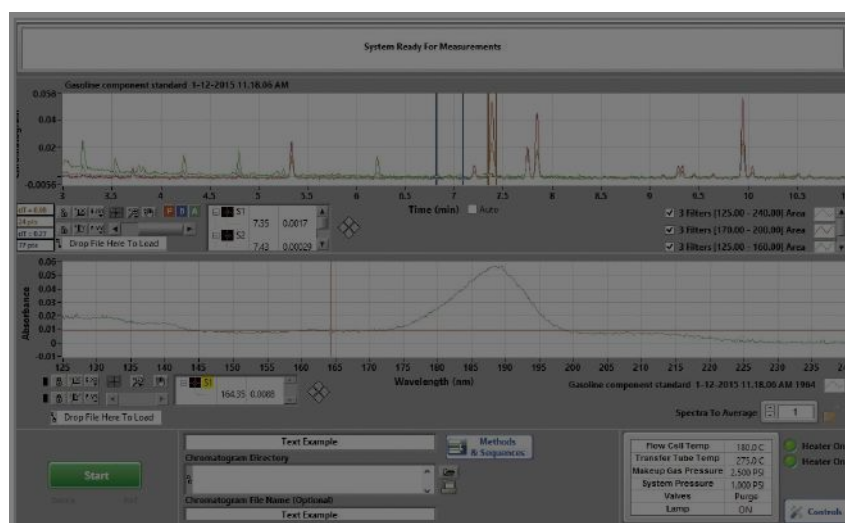 System Ready For Measurements
Gasoline component standard 1-12-2015 11.18.06 AM
0.058
0.04
0.02
-0.0056
3 3.5 4 4.5 5 5.5 6 6.5 7 7.5 8 8.5 9 9.5 10 10.3
Time (min) Auto
S1 7.35 0.0017
S2 7.43 0.00029
Drop File Here To Load
3 Filters [125.00 - 240.00] Area
3 Filters [170.00 - 200.00] Area
3 Filters [125.00 - 160.00] Area
0.06
0.05
0.04
0.03
0.02
0.01
0
-0.01
Absorbance
125 130 135 140 145 150 155 160 165 170 175 180 185 190 195 200 205 210 215 220 225 230 235
Wavelength (nm)
S1
164.35 0.0088
Gasoline component standard 1-12-2015 11.18.06 AM 1964
Drop File Here To Load
Spectra To Average 1
Start
Text Example
Chromatogram Directory
Chromatogram File Name (Optional)
Text Example
Methods
& Sequences
Flow Cell Temp 180.0 C
Transfer Tube Temp 275.0 C
Makeup Gas Pressure 2.500 PSI
System Pressure 1.000 PSI
Valves Purge
Lamp ON
Heater On
Heater On
Controls